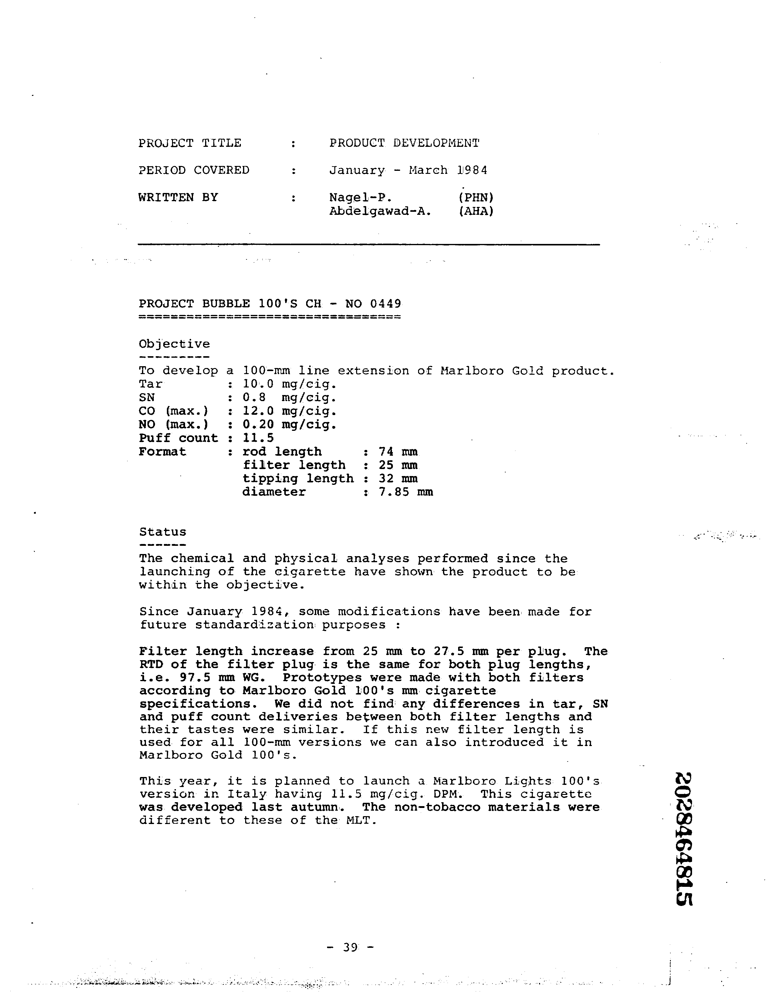 PROJECT TITLE : PRODUCT DEVELOPMENT
PERIOD COVERED : January - March 1984
WRITTEN BY : Nagel-P. (PHN)
Abdelgawad-A. (AHA)
PROJECT BUBBLE 100'S CH - NO 0449
=================================
Objective
---------
To develop a 100-mm line extension of Marlboro Gold product.
Tar : 10.0 mg/cig.
SN : 0.8 mg/cig.
CO (max.) : 12.0 mg/cig.
NO (max.) : 0.20 mg/cig.
Puff count : 11.5
Format : rod length : 74 mm
filter length : 25 mm
tipping length : 32 mm
diameter : 7.85 mm
Status
------
The chemical and physical analyses performed since the
launching of the cigarette have shown the product to be
within the objective.
Since January 1984, some modifications have been made for
future standardization purposes :
Filter length increase from 25 mm to 27.5 mm per plug. The
RTD of the filter plug is the same for both plug lengths,
i.e. 97.5 mm WG. Prototypes were made with both filters
according to Marlboro Gold 100's mm cigarette
specifications. We did not find any differences in tar, SN
and puff count deliveries between both filter lengths and
their tastes were similar. If this new filter length is
used for all 100-mm versions we can also introduced it in
Marlboro Gold 100's.
This year, it is planned to launch a Marlboro Lights 100's
version in Italy having 11.5 mg/cig. DPM. This cigarette
was developed last autumn. The non-tobacco materials were
different to these of the MLT.
2028464815
- 39 -